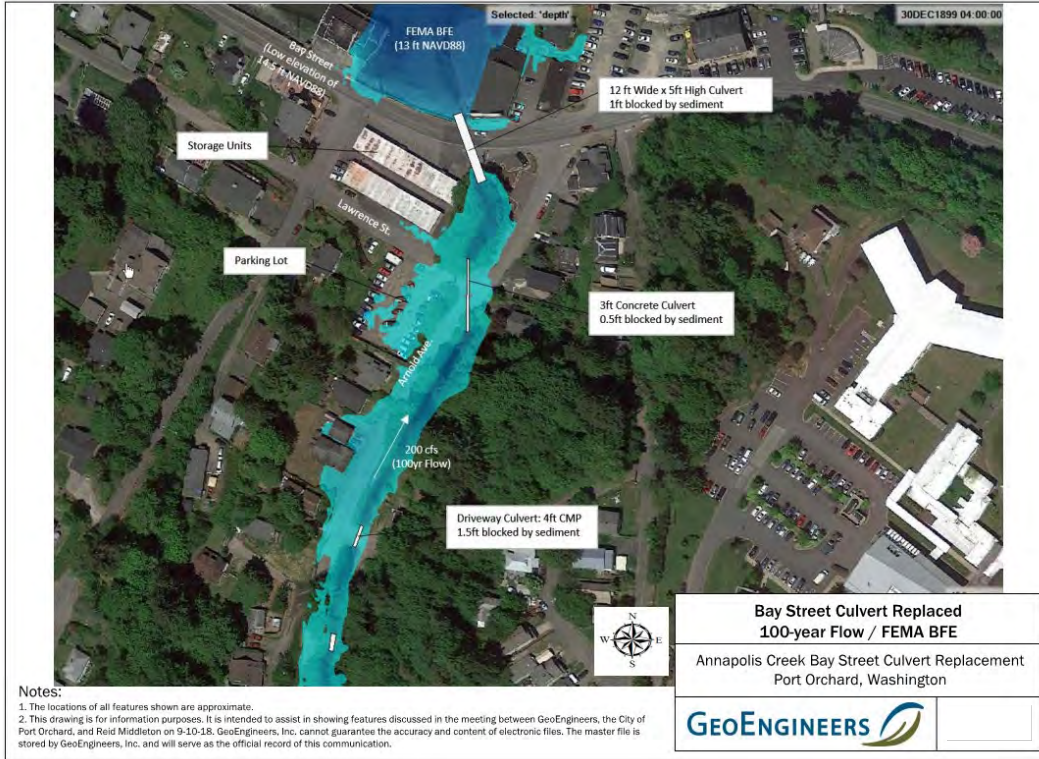 Selected: 'depth'
30DEC1899 04:00:00
FEMA BFE
(13 ft NAVD88)
Bay Street
(Low elevation of
14.5 ft NAVD88)
12 ft Wide x 5ft High Culvert
1ft blocked by sediment
Storage Units
Lawrence St.
Parking Lot
3ft Concrete Culvert
0.5ft blocked by sediment
Arnold Ave.
200 cfs
(100yr Flow)
Driveway Culvert: 4ft CMP
1.5ft blocked by sediment
N
W E
S
Bay Street Culvert Replaced
100-year Flow / FEMA BFE
Annapolis Creek Bay Street Culvert Replacement
Port Orchard, Washington
GEOENGINEERS
Notes:
1. The locations of all features shown are approximate.
2. This drawing is for information purposes. It is intended to assist in showing features discussed in the meeting between GeoEngineers, the City of
Port Orchard, and Reid Middleton on 9-10-18. GeoEngineers, Inc. cannot guarantee the accuracy and content of electronic files. The master file is
stored by GeoEngineers, Inc. and will serve as the official record of this communication.